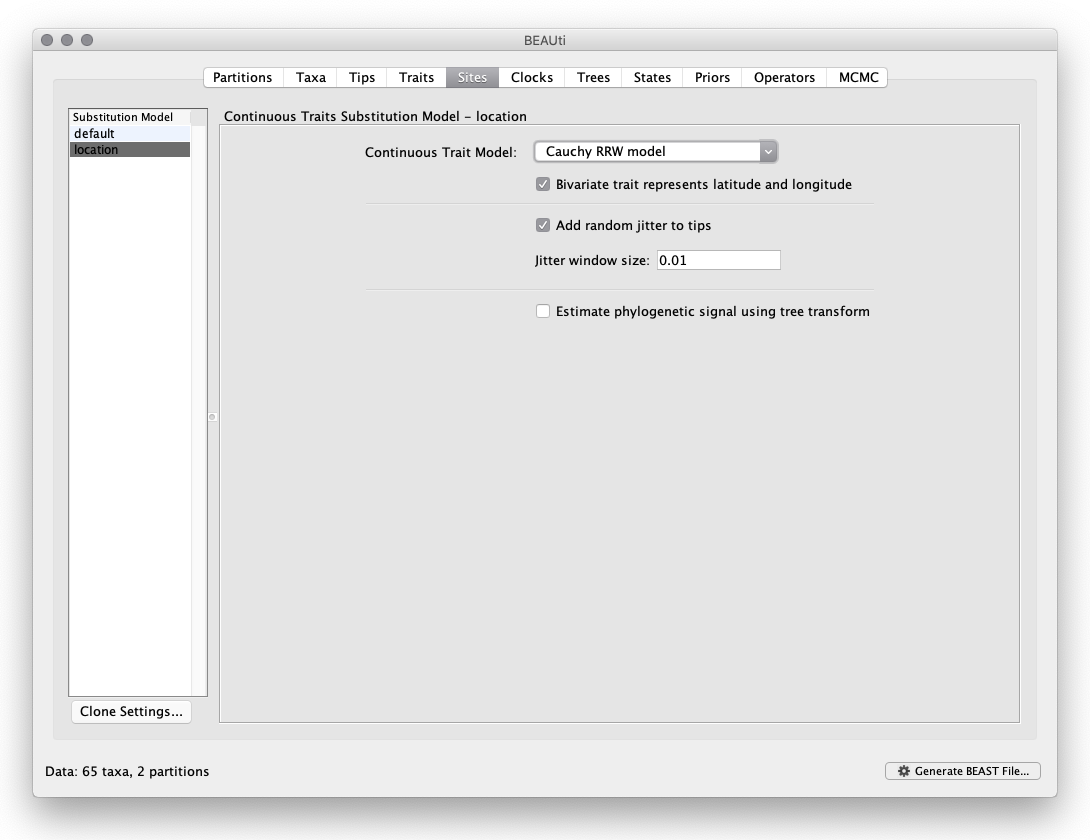 BEAUti
Partitions Taxa Tips Traits Sites Clocks Trees States Priors Operators MCMC
Substitution Model
default
location
Clone Settings...
Continuous Traits Substitution Model – location
Continuous Trait Model: Cauchy RRW model
Bivariate trait represents latitude and longitude
Add random jitter to tips
Jitter window size: 0.01
Estimate phylogenetic signal using tree transform
Data: 65 taxa, 2 partitions
Generate BEAST File...